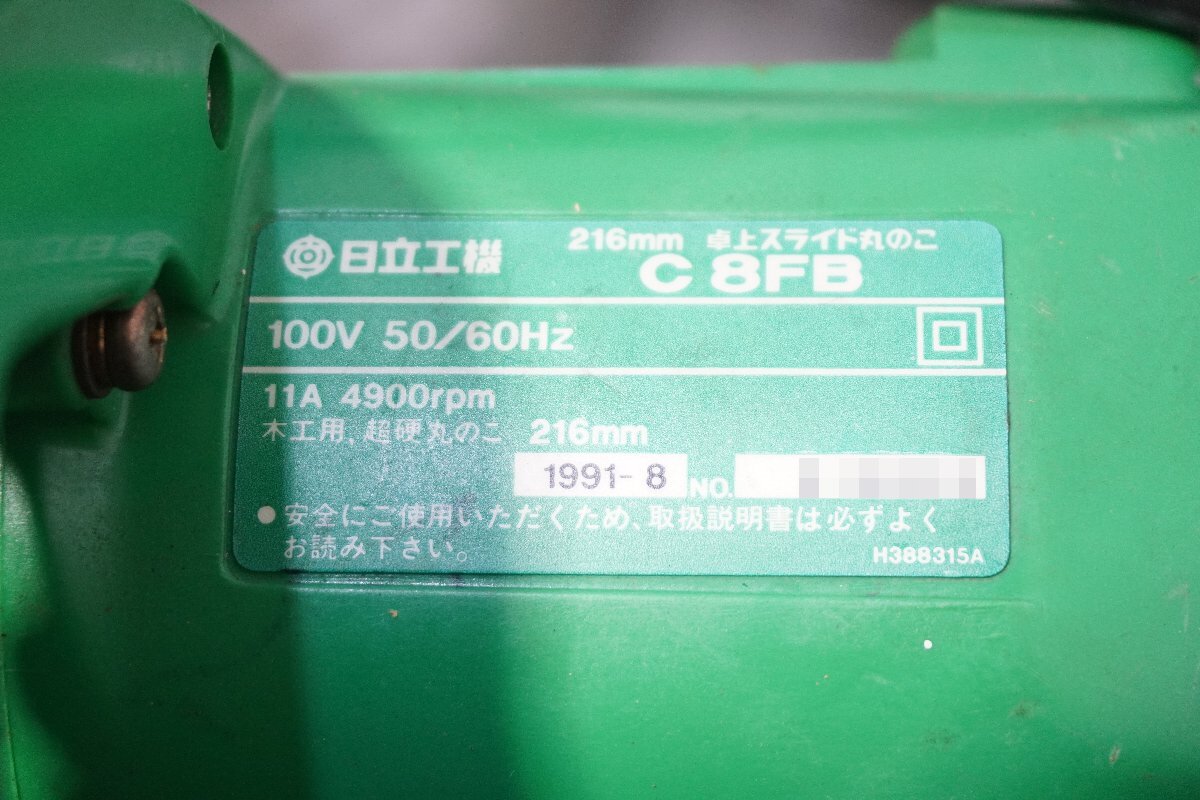 日立工機
216mm 卓上スライド丸のこ
C 8FB
100V 50/60Hz
11A 4900rpm
木工用, 超硬丸のこ 216mm
1991-8 NO.
●安全にご使用いただくため、取扱説明書は必ずよく
お読み下さい。
H388315A